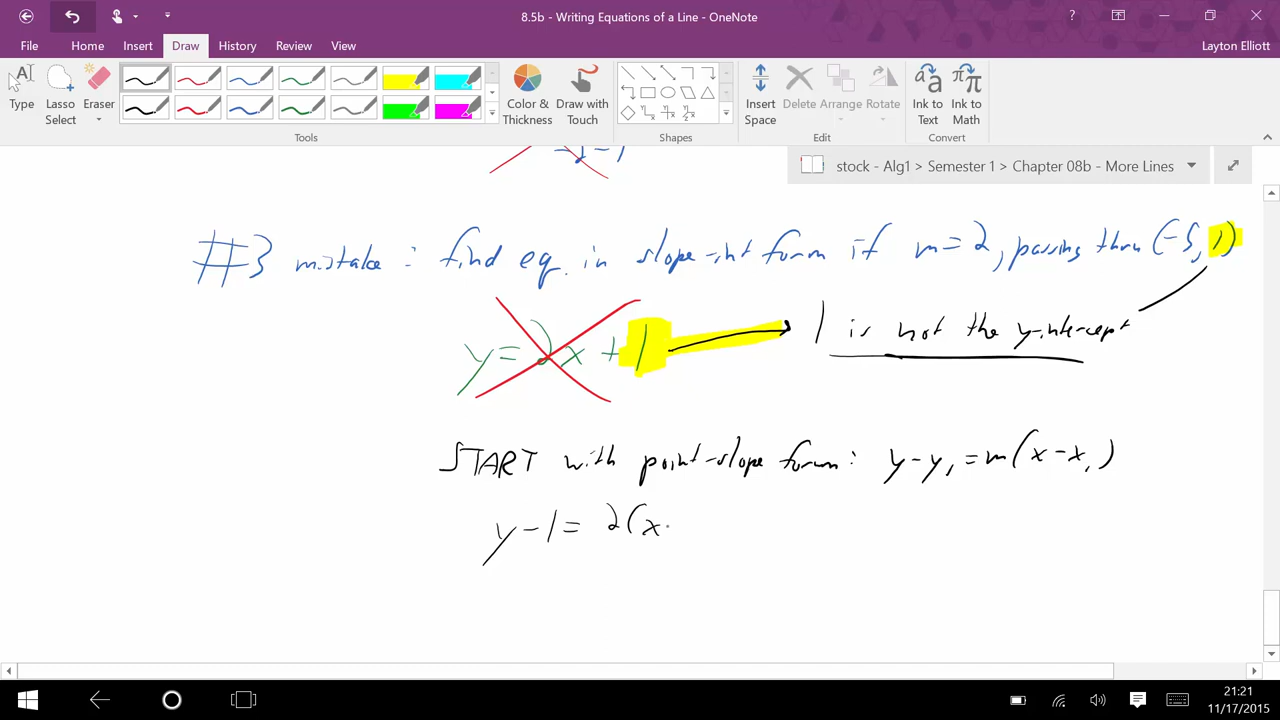 8.5b - Writing Equations of a Line - OneNote
File Home Insert Draw History Review View
Layton Elliott
Type Lasso Select Eraser Color & Thickness Draw with Touch Insert Space Delete Arrange Rotate Ink to Text Ink to Math
Tools Shapes Edit Convert
stock - Alg1 > Semester 1 > Chapter 08b - More Lines
#3 mistake: find eq. in slope-int form if m=2, passing thru (-5, 1)
y = 2x + 1
1 is not the y-intercept
START with point-slope form: y-y₁=m(x-x₁)
y-1= 2(x-
21:21
11/17/2015